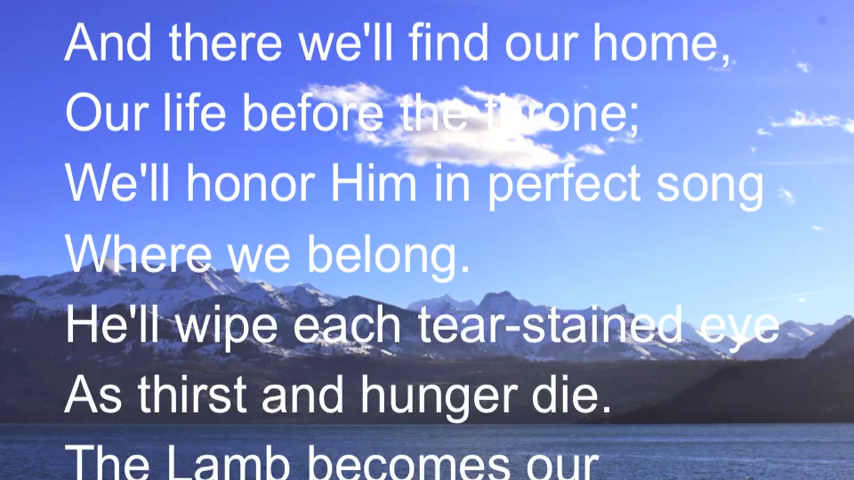 And there we'll find our home,
Our life before the throne;
We'll honor Him in perfect song
Where we belong.
He'll wipe each tear-stained eye
As thirst and hunger die.
The Lamb becomes our